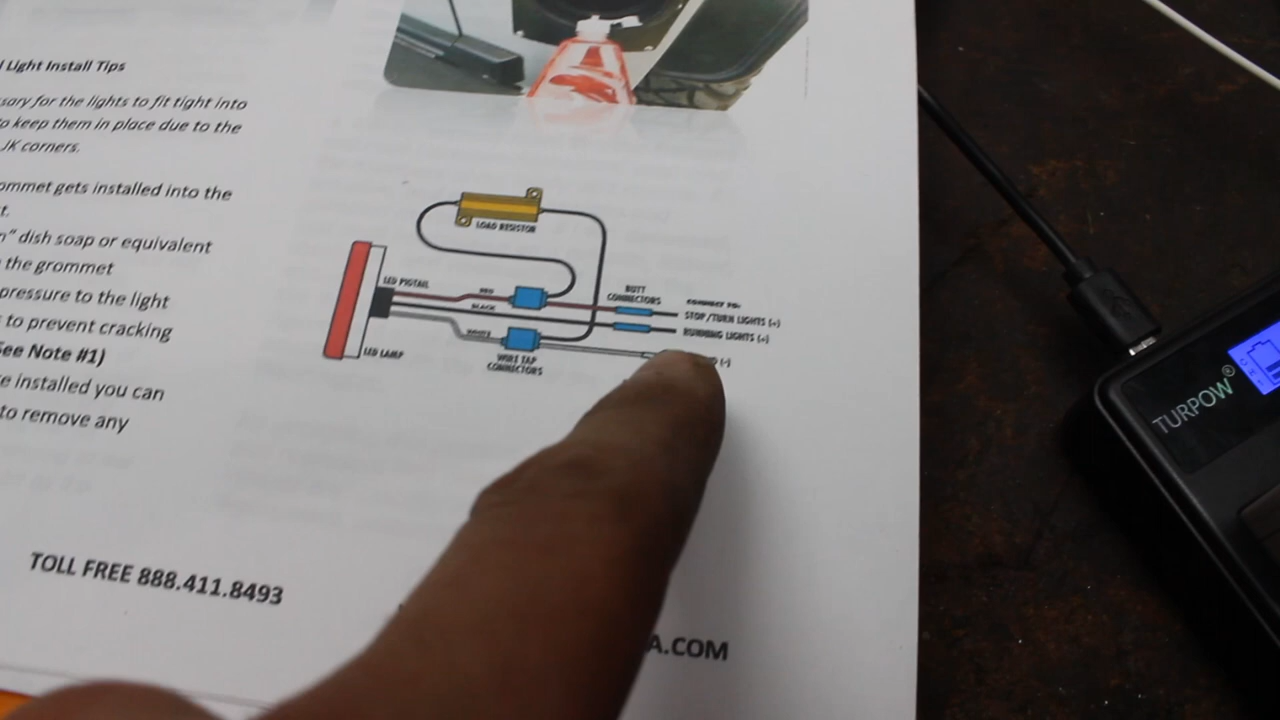 Light Install Tips
sary for the lights to fit tight into
o keep them in place due to the
JK corners.
ommet gets installed into the
t.
n" dish soap or equivalent
the grommet
pressure to the light
s to prevent cracking
See Note #1)
e installed you can
to remove any
LOAD RESISTOR
LED PIGTAIL
RED
BLACK
WHITE
BUTT
CONNECTORS
CONNECT TO:
STOP/TURN LIGHTS (+)
RUNNING LIGHTS (+)
D (-)
LED LAMP
WIRE TAP
CONNECTORS
TOLL FREE 888.411.8493
A.COM
TURPOW®